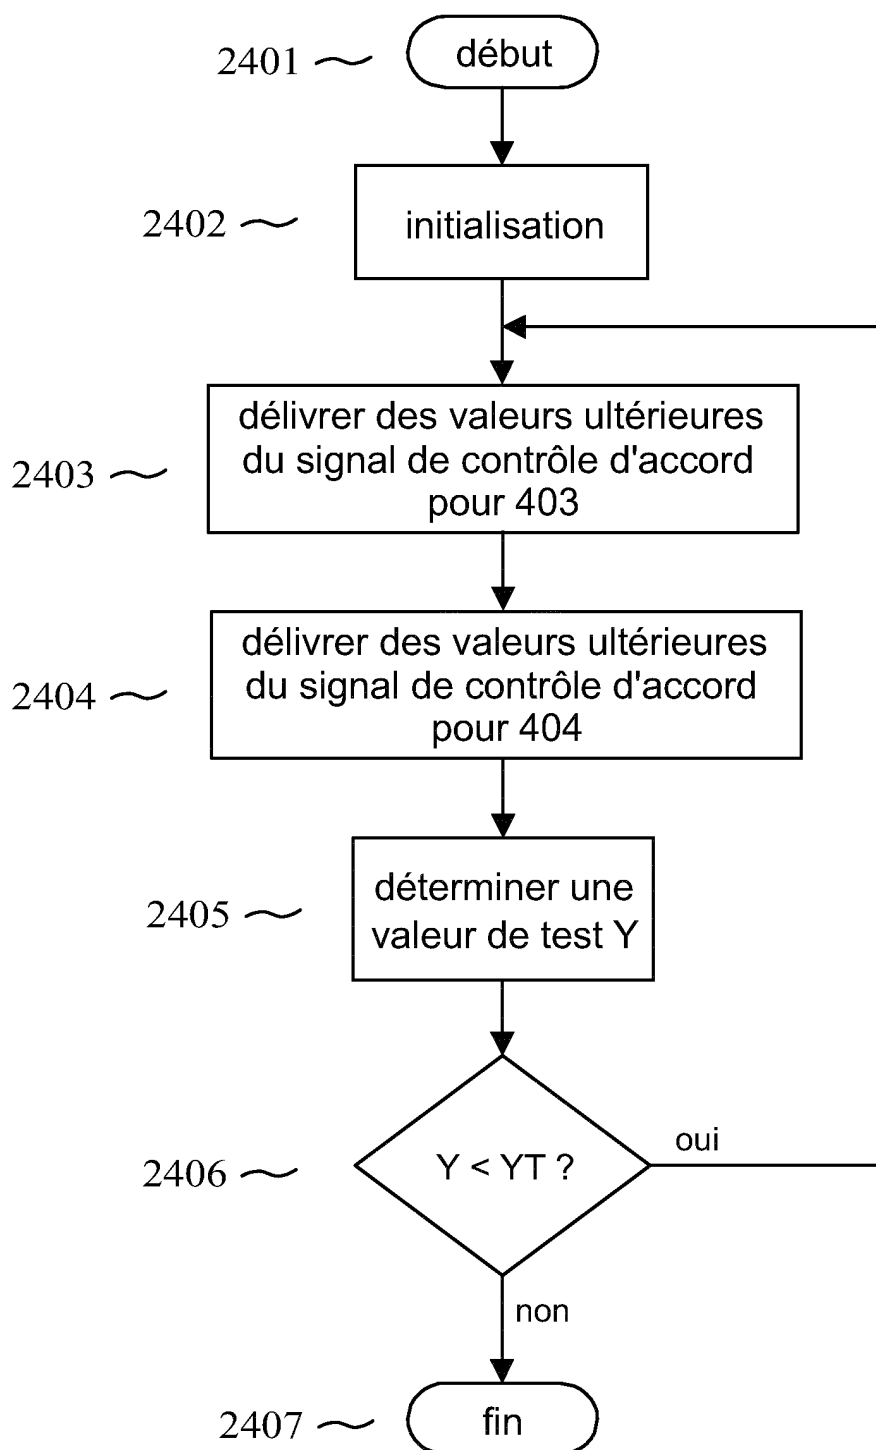 2401
début
2402
initialisation
2403
délivrer des valeurs ultérieures
du signal de contrôle d'accord
pour 403
2404
délivrer des valeurs ultérieures
du signal de contrôle d'accord
pour 404
2405
déterminer une
valeur de test Y
2406
Y < YT ?
oui
non
2407
fin